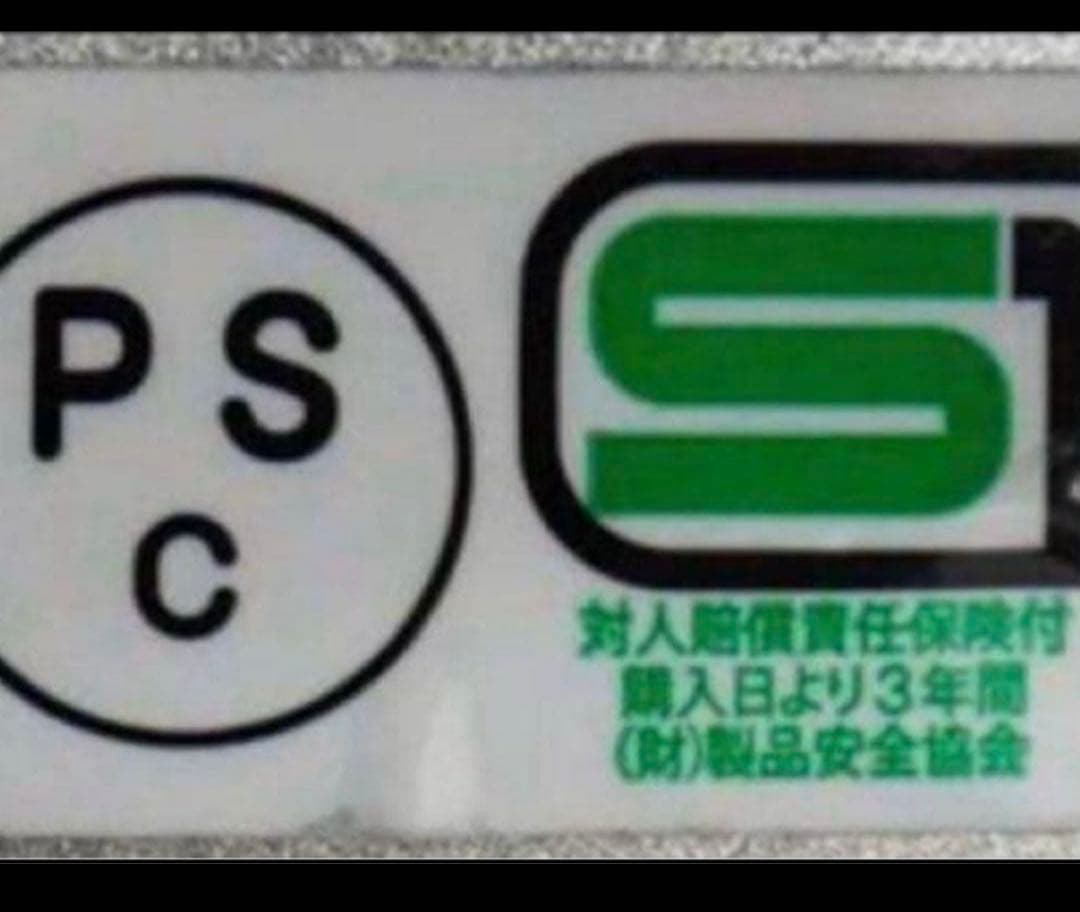 PS
C
S
対人賠償責任保険付
購入日より3年間
(財)製品安全協会